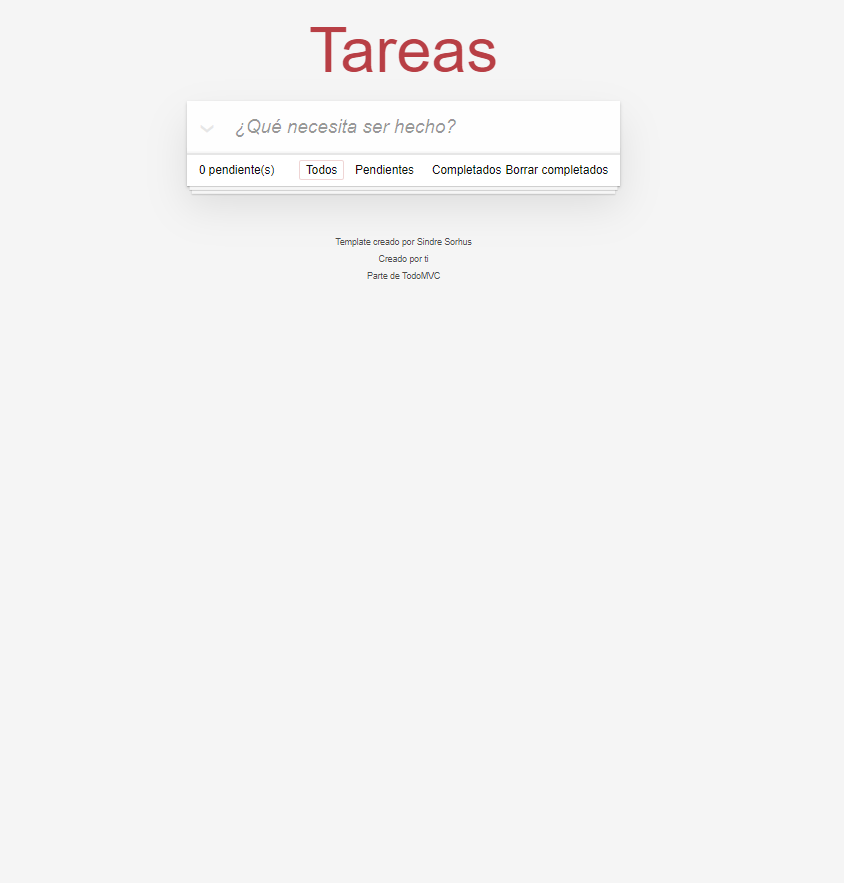 Tareas
¿Qué necesita ser hecho?
0 pendiente(s) Todos Pendientes Completados Borrar completados
Template creado por Sindre Sorhus
Creado por ti
Parte de TodoMVC